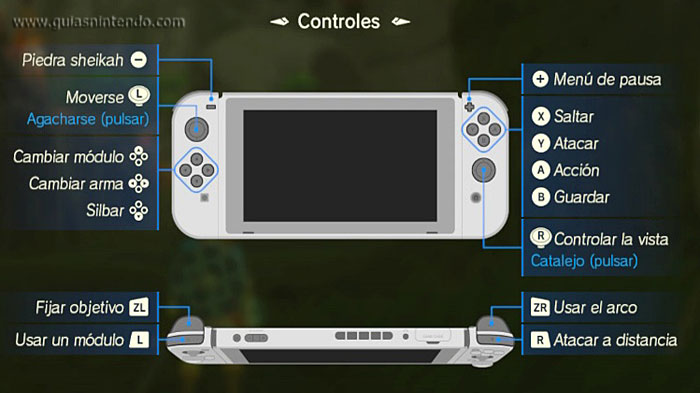 www.guiasnintendo.com
Controles
Piedra sheikah −
Moverse L
Agacharse (pulsar)
Cambiar módulo
Cambiar arma
Silbar
Fijar objetivo ZL
Usar un módulo L
+ Menú de pausa
X Saltar
Y Atacar
A Acción
B Guardar
R Controlar la vista
Catalejo (pulsar)
ZR Usar el arco
R Atacar a distancia